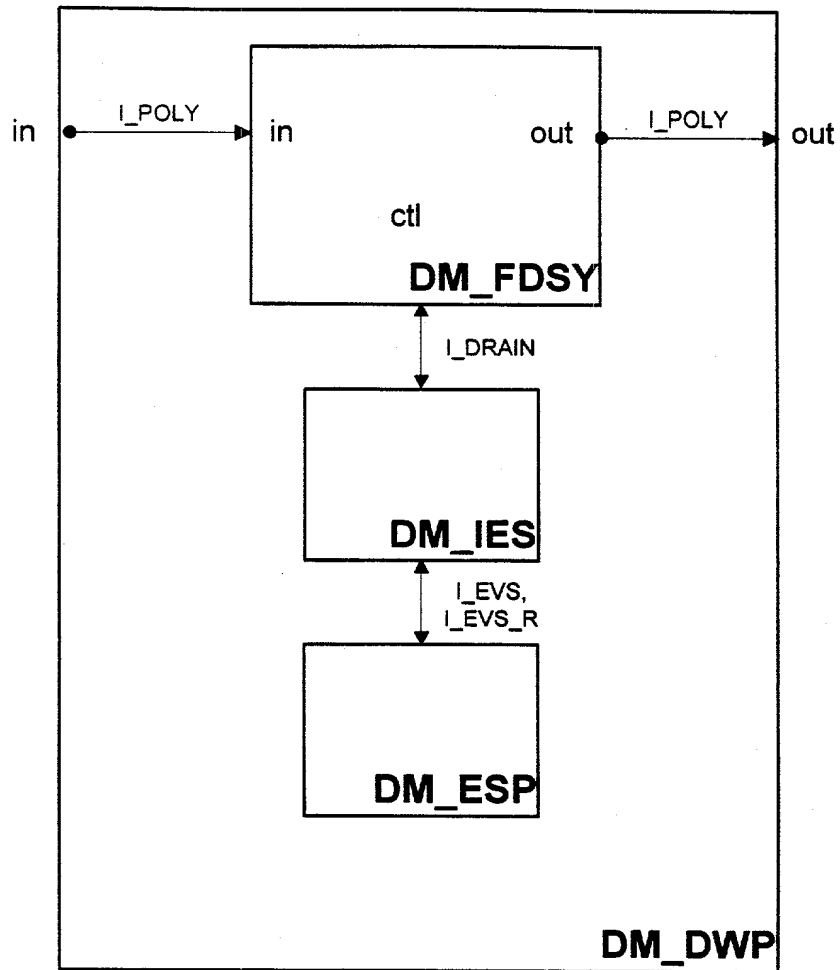 I_POLY
I_POLY
in
in
out
out
ctl
DM_FDSY
I_DRAIN
DM_IES
I_EVS,
I_EVS_R
DM_ESP
DM_DWP